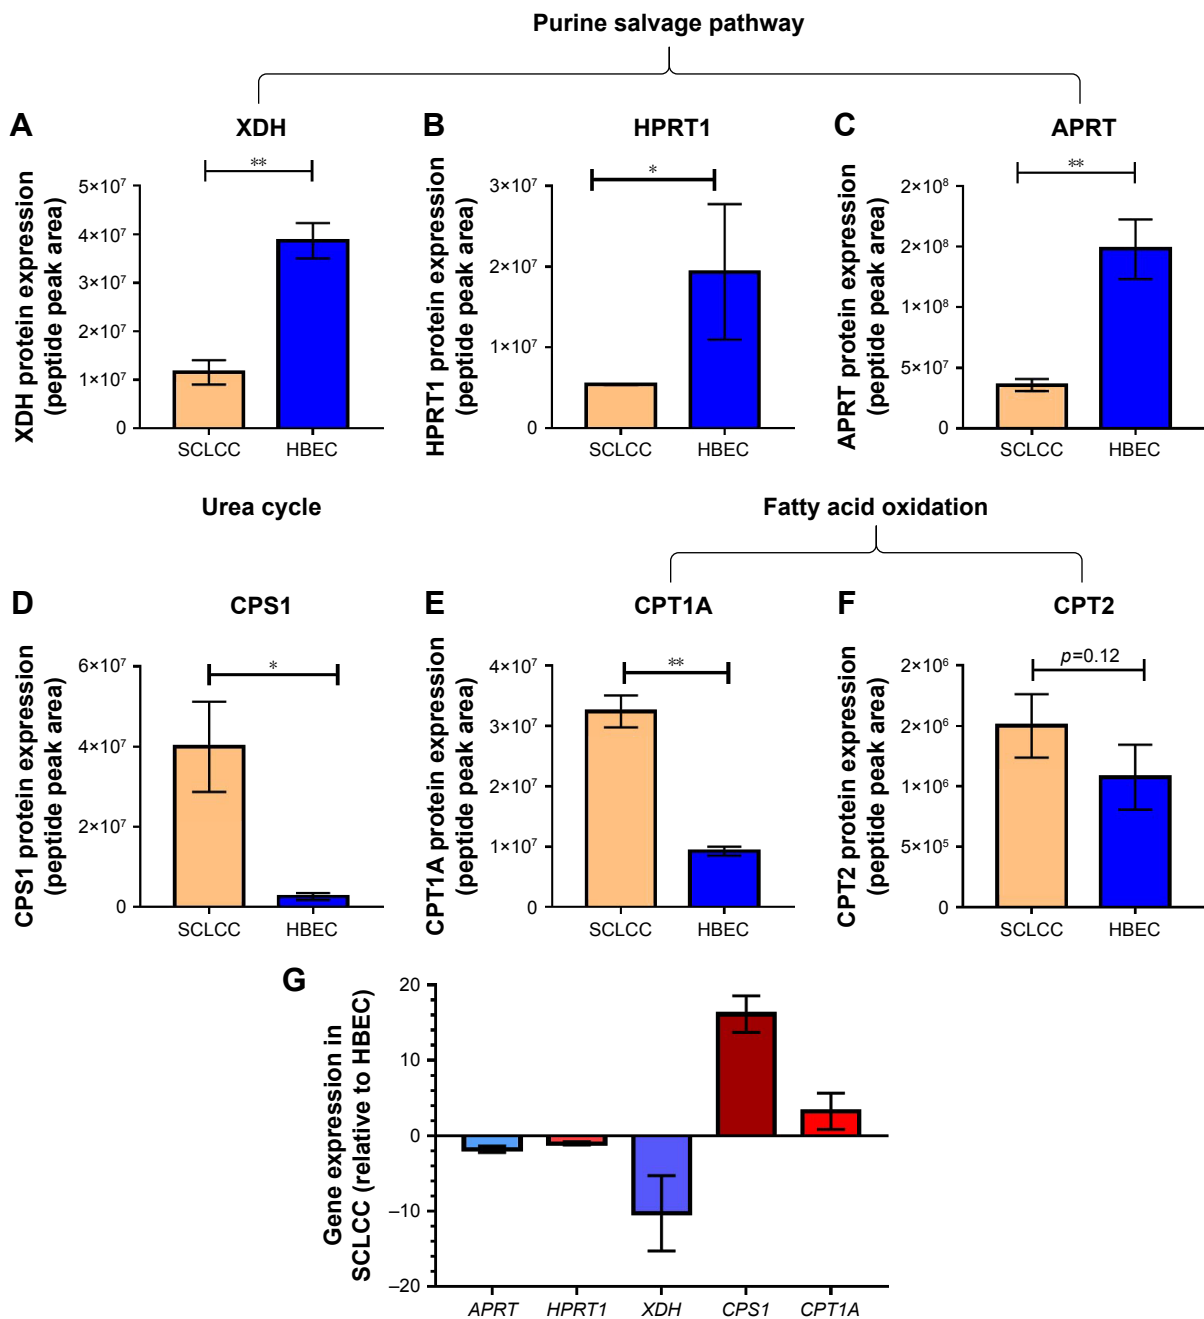 Purine salvage pathway
A
XDH
XDH protein expression
(peptide peak area)
**
5×10⁷
4×10⁷
3×10⁷
2×10⁷
1×10⁷
0
SCLCC HBEC
B
HPRT1
HPRT1 protein expression
(peptide peak area)
*
3×10⁷
2×10⁷
1×10⁷
0
SCLCC HBEC
C
APRT
APRT protein expression
(peptide peak area)
**
2×10⁸
2×10⁸
1×10⁸
5×10⁷
0
SCLCC HBEC
Urea cycle
Fatty acid oxidation
D
CPS1
CPS1 protein expression
(peptide peak area)
*
6×10⁷
4×10⁷
2×10⁷
0
SCLCC HBEC
E
CPT1A
CPT1A protein expression
(peptide peak area)
**
4×10⁷
3×10⁷
2×10⁷
1×10⁷
0
SCLCC HBEC
F
CPT2
CPT2 protein expression
(peptide peak area)
p=0.12
2×10⁶
2×10⁶
1×10⁶
5×10⁵
0
SCLCC HBEC
G
Gene expression in
SCLCC (relative to HBEC)
20
10
0
–10
–20
APRT HPRT1 XDH CPS1 CPT1A